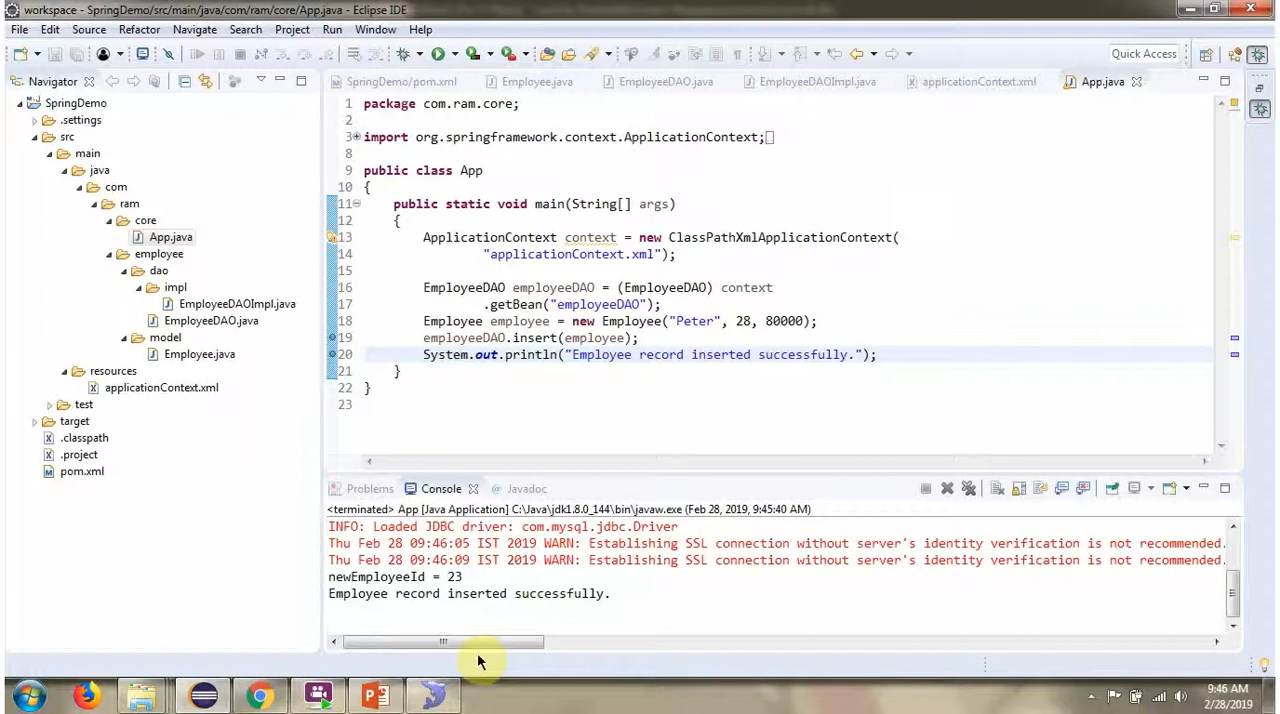 workspace - SpringDemo/src/main/java/com/ram/core/App.java - Eclipse IDE
File Edit Source Refactor Navigate Search Project Run Window Help
Quick Access
Navigator
SpringDemo/pom.xml Employee.java EmployeeDAO.java EmployeeDAOImpl.java applicationContext.xml App.java
SpringDemo
.settings
src
main
java
com
ram
core
App.java
employee
dao
impl
EmployeeDAOImpl.java
EmployeeDAO.java
model
Employee.java
resources
applicationContext.xml
test
target
.classpath
.project
pom.xml
1 package com.ram.core;
3 import org.springframework.context.ApplicationContext;
8
9 public class App
10 {
11 public static void main(String[] args)
12 {
13 ApplicationContext context = new ClassPathXmlApplicationContext(
14 "applicationContext.xml");
15
16 EmployeeDAO employeeDAO = (EmployeeDAO) context
17 .getBean("employeeDAO");
18 Employee employee = new Employee("Peter", 28, 80000);
19 employeeDAO.insert(employee);
20 System.out.println("Employee record inserted successfully.");
21 }
22 }
23
Problems Console Javadoc
<terminated> App [Java Application] C:\Java\jdk1.8.0_144\bin\javaw.exe (Feb 28, 2019, 9:45:40 AM)
INFO: Loaded JDBC driver: com.mysql.jdbc.Driver
Thu Feb 28 09:46:05 IST 2019 WARN: Establishing SSL connection without server's identity verification is not recommended.
Thu Feb 28 09:46:09 IST 2019 WARN: Establishing SSL connection without server's identity verification is not recommended.
newEmployeeId = 23
Employee record inserted successfully.
9:46 AM
2/28/2019